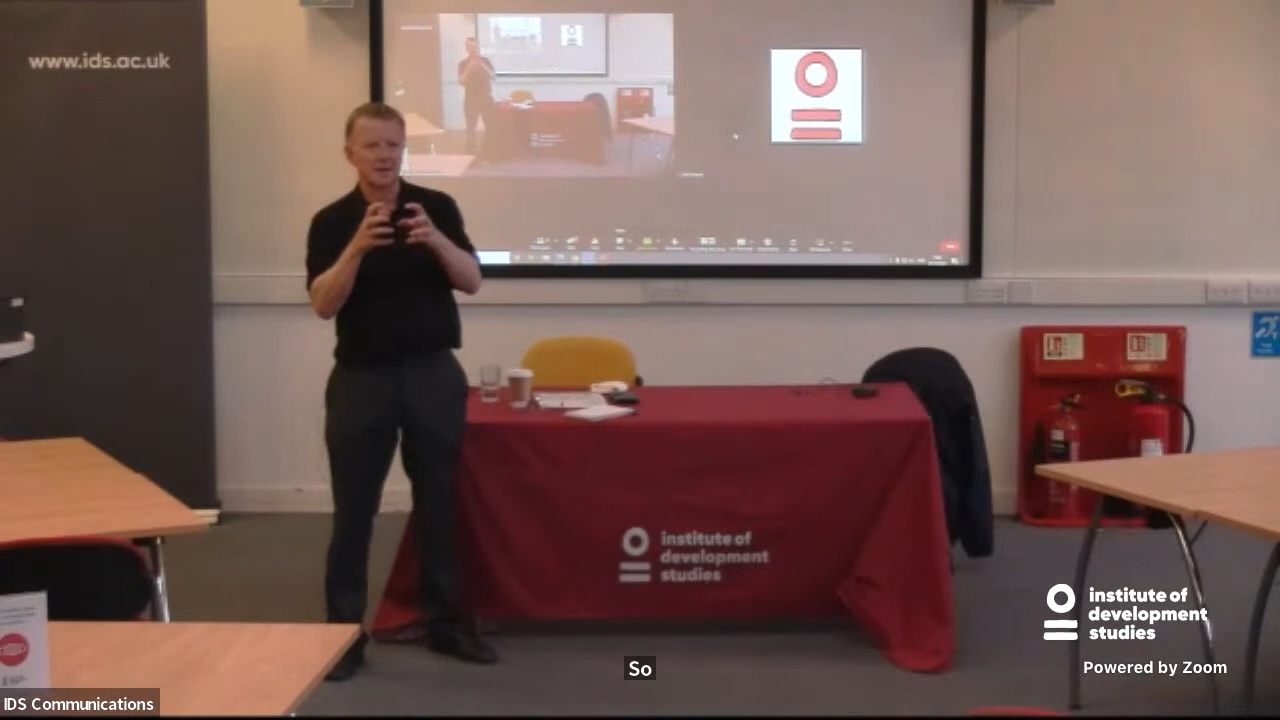 www.ids.ac.uk
institute of
development
studies
institute of
development
studies
Powered by Zoom
So
IDS Communications